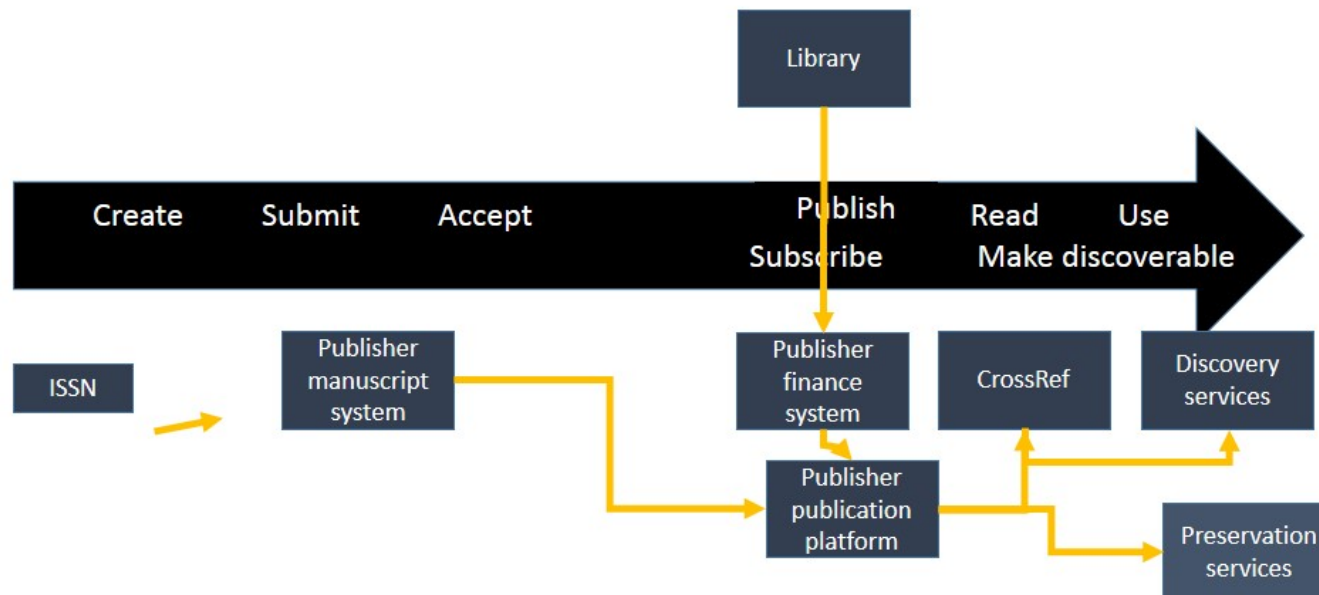 Library
Create
Submit
Accept
Publish
Read
Use
Subscribe
Make discoverable
ISSN
Publisher
manuscript
system
Publisher
finance
system
CrossRef
Discovery
services
Publisher
publication
platform
Preservation
services